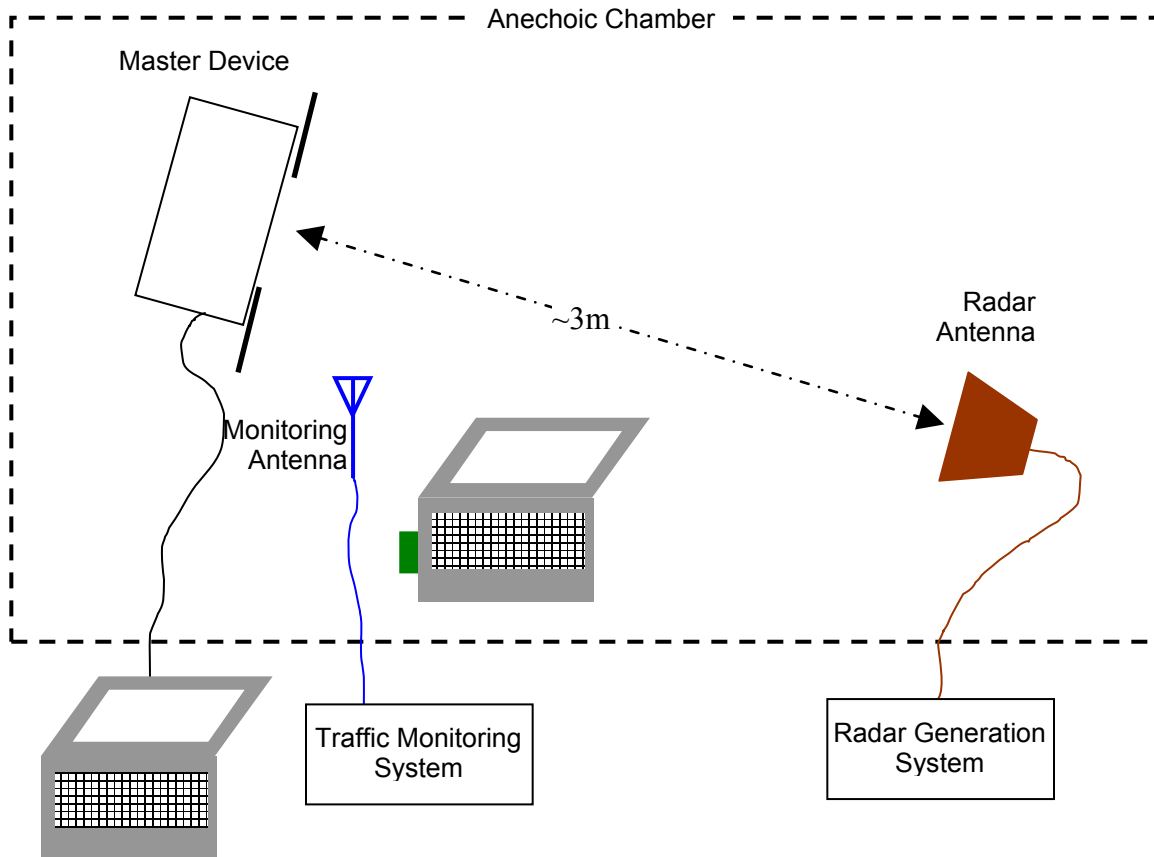 Anechoic Chamber
Master Device
~3m
Radar
Antenna
Monitoring
Antenna
Traffic Monitoring
System
Radar Generation
System